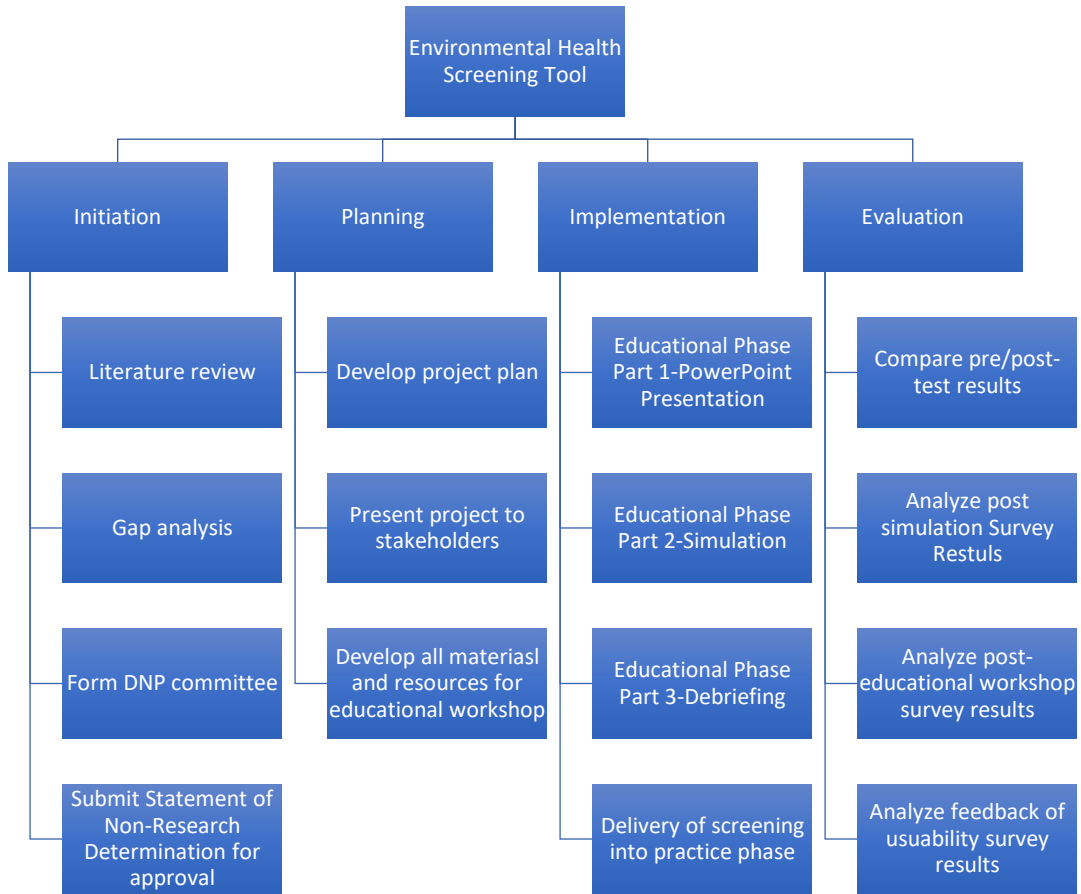 Environmental Health
Screening Tool
Initiation
Literature review
Gap analysis
Form DNP committee
Submit Statement of
Non-Research
Determination for
approval
Planning
Develop project plan
Present project to
stakeholders
Develop all materiasl
and resources for
educational workshop
Implementation
Educational Phase
Part 1-PowerPoint
Presentation
Educational Phase
Part 2-Simulation
Educational Phase
Part 3-Debriefing
Delivery of screening
into practice phase
Evaluation
Compare pre/post-
test results
Analyze post
simulation Survey
Restuls
Analyze post-
educational workshop
survey results
Analyze feedback of
usuability survey
results